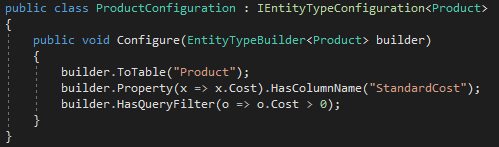 public class ProductConfiguration : IEntityTypeConfiguration<Product>
{
    public void Configure(EntityTypeBuilder<Product> builder)
    {
        builder.ToTable("Product");
        builder.Property(x => x.Cost).HasColumnName("StandardCost");
        builder.HasQueryFilter(o => o.Cost > 0);
    }
}